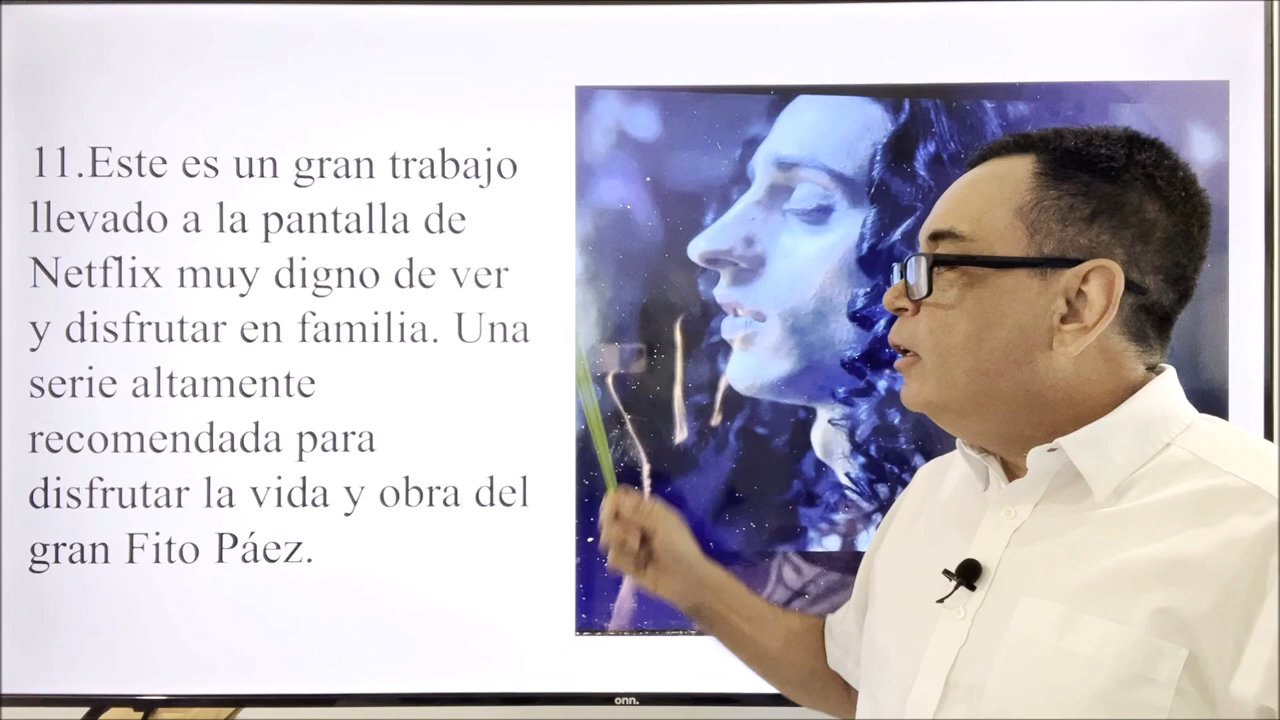 11.Este es un gran trabajo
llevado a la pantalla de
Netflix muy digno de ver
y disfrutar en familia. Una
serie altamente
recomendada para
disfrutar la vida y obra del
gran Fito Páez.
onn.